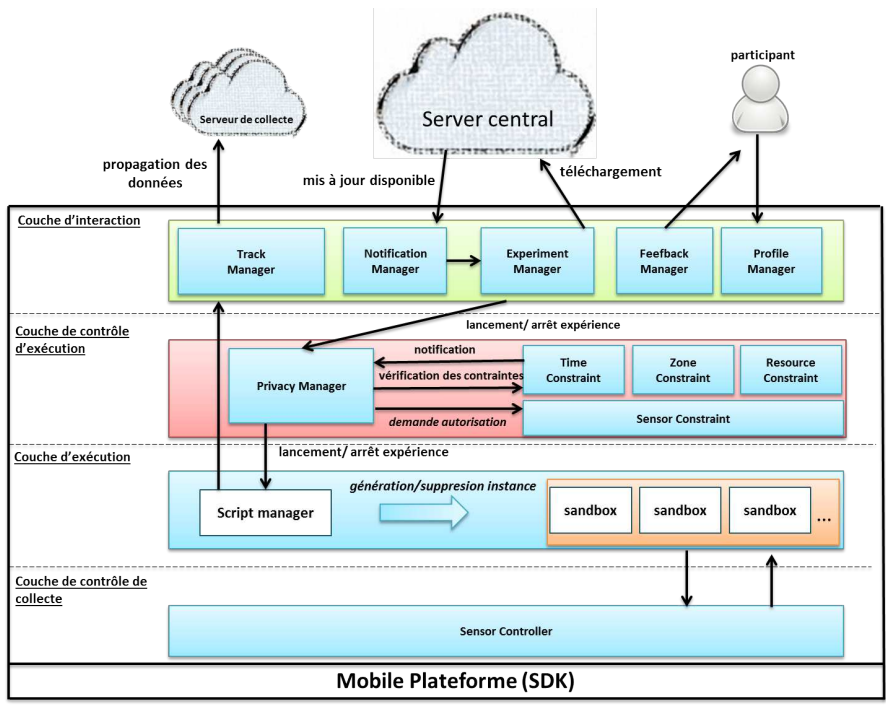 participant
Serveur de collecte
Server central
propagation des
données
mis à jour disponible
téléchargement
Couche d'interaction
Track
Manager
Notification
Manager
Experiment
Manager
Feefback
Manager
Profile
Manager
lancement/ arrêt expérience
Couche de contrôle
d'exécution
notification
Privacy Manager
vérification des contraintes
Time
Constraint
Zone
Constraint
Resource
Constraint
demande autorisation
Sensor Constraint
Couche d'exécution
lancement/ arrêt expérience
génération/suppresion instance
Script manager
sandbox
sandbox
sandbox
...
Couche de contrôle de
collecte
Sensor Controller
Mobile Plateforme (SDK)